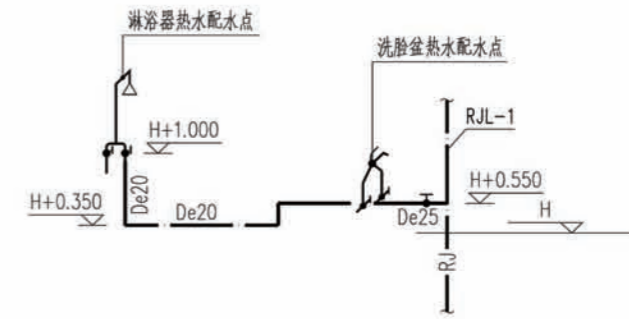 淋浴器热水配水点
洗脸盆热水配水点
RJL-1
H+1.000
H+0.350
De20
De20
H+0.550
De25
H
RJ